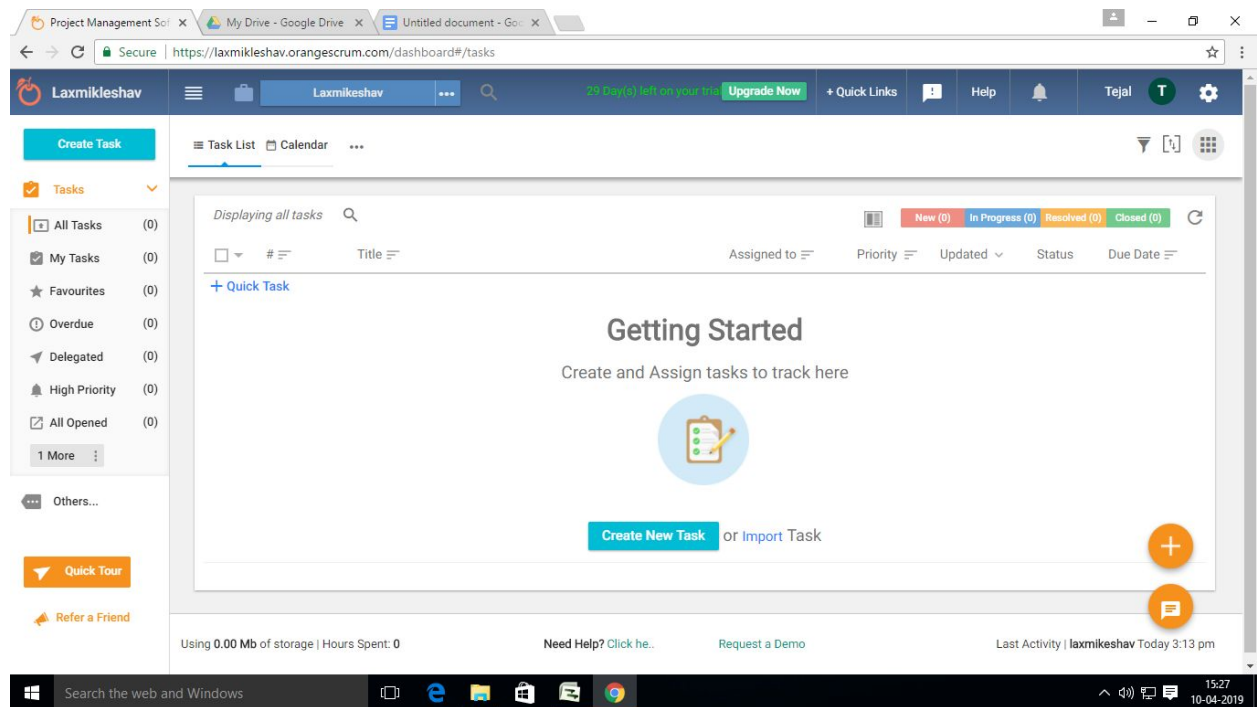 Project Management Sof
My Drive - Google Drive
Untitled document - Goo
Secure | https://laxmikleshav.orangescrum.com/dashboard#/tasks
Laxmikleshav
Laxmikeshav
29 Day(s) left on your trial
Upgrade Now
+ Quick Links
Help
Tejal
T
Create Task
Task List
Calendar
Tasks
All Tasks (0)
My Tasks (0)
Favourites (0)
Overdue (0)
Delegated (0)
High Priority (0)
All Opened (0)
1 More
Others...
Quick Tour
Refer a Friend
Displaying all tasks
New (0) In Progress (0) Resolved (0) Closed (0)
# Title Assigned to Priority Updated Status Due Date
+ Quick Task
Getting Started
Create and Assign tasks to track here
Create New Task or Import Task
Using 0.00 Mb of storage | Hours Spent: 0
Need Help? Click he..
Request a Demo
Last Activity | laxmikeshav Today 3:13 pm
Search the web and Windows
15:27
10-04-2019